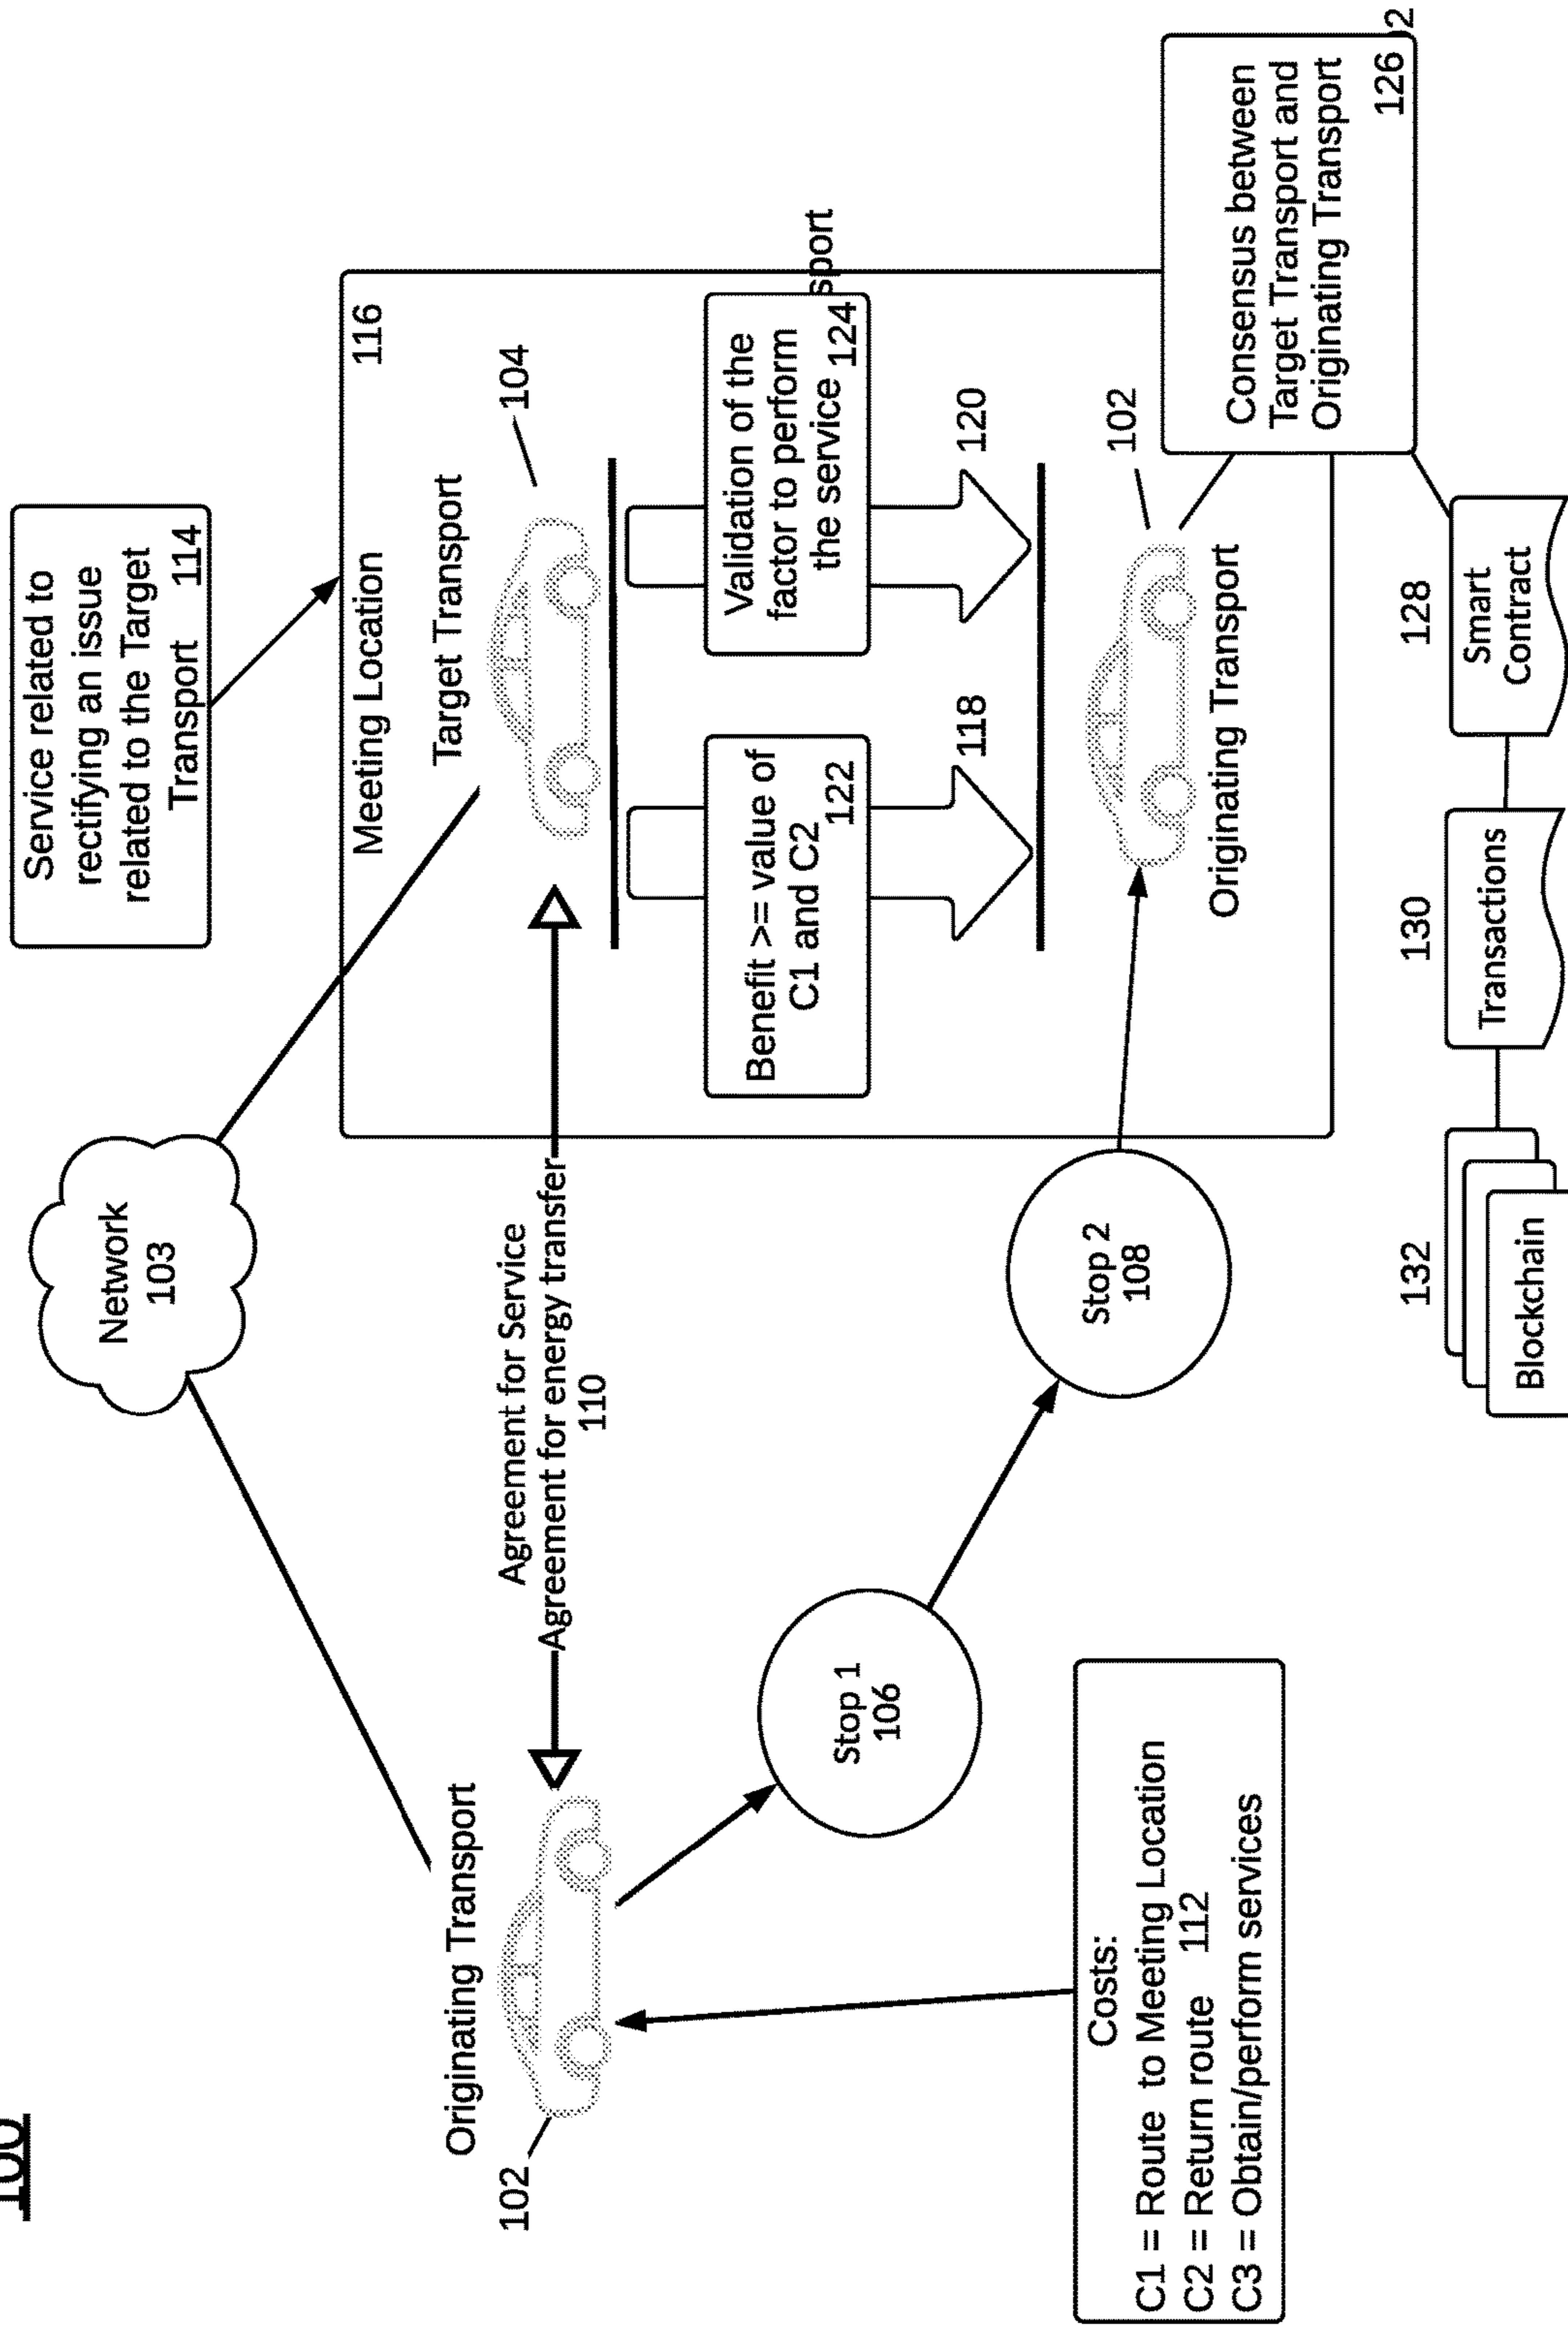 100
Network
103
Service related to
rectifying an issue
related to the Target
Transport 114
Meeting Location
116
Target Transport
104
Originating Transport
102
Agreement for Service
Agreement for energy transfer
110
Benefit >= value of
C1 and C2
122
118
Validation of the
factor to perform
the service
124
sport
120
Stop 1
106
Stop 2
108
102
Originating Transport
Costs:
C1 = Route to Meeting Location
C2 = Return route 112
C3 = Obtain/perform services
Consensus between
Target Transport and
Originating Transport
126
2
132
Blockchain
130
Transactions
128
Smart
Contract